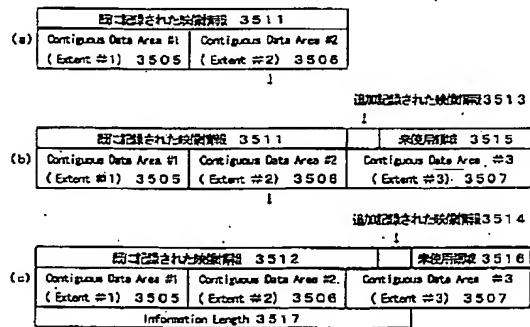 既に記録された映像情報 3511
(a)
Contiguous Data Area #1 Contiguous Data Area #2
(Extent #1) 3505 (Extent #2) 3506
↓
追加記録された映像情報3513
↓
既に記録された映像情報 3511 未使用領域 3515
(b)
Contiguous Data Area #1 Contiguous Data Area #2 Contiguous Data Area #3
(Extent #1) 3505 (Extent #2) 3506 (Extent #3) 3507
↓
追加記録された映像情報3514
↓
既に記録された映像情報 3512 未使用領域 3516
(c)
Contiguous Data Area #1 Contiguous Data Area #2 Contiguous Data Area #3
(Extent #1) 3505 (Extent #2) 3506 (Extent #3) 3507
Information Length 3517